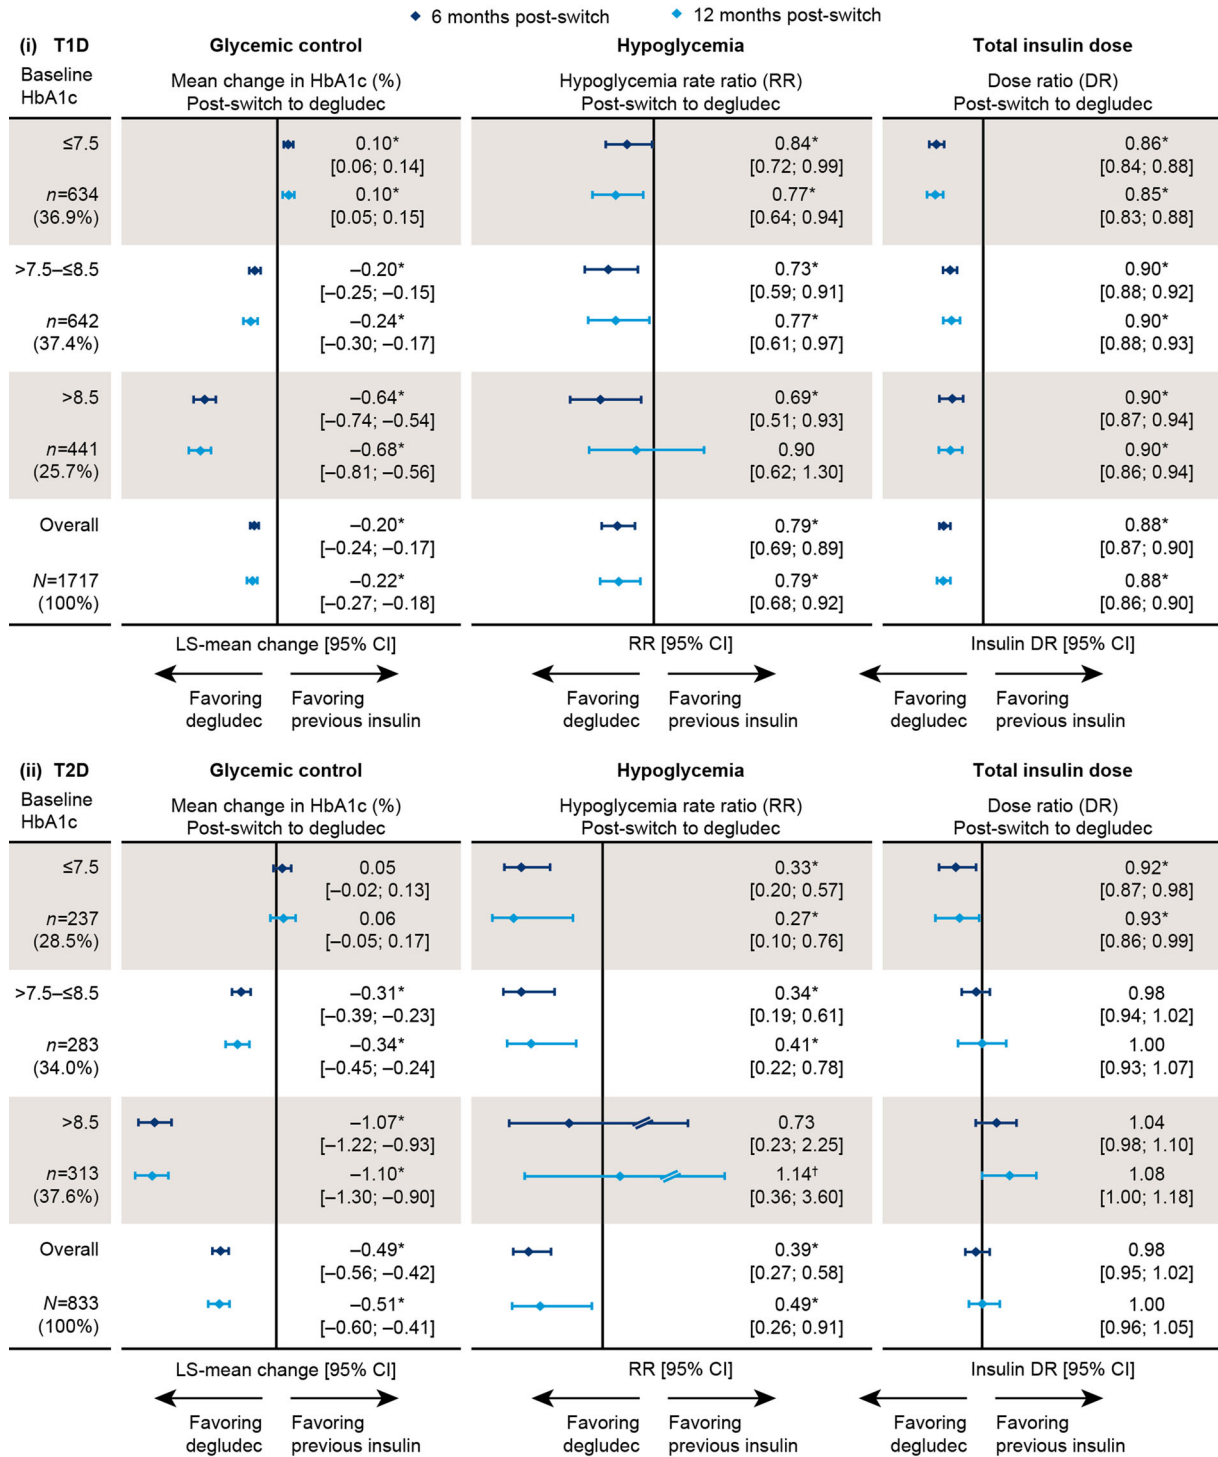 6 months post-switch 12 months post-switch
(i) T1D Glycemic control Hypoglycemia Total insulin dose
Baseline Mean change in HbA1c (%) Hypoglycemia rate ratio (RR) Dose ratio (DR)
HbA1c Post-switch to degludec Post-switch to degludec Post-switch to degludec
≤7.5 0.10* 0.84* 0.86*
[0.06; 0.14] [0.72; 0.99] [0.84; 0.88]
n=634 0.10* 0.77* 0.85*
(36.9%) [0.05; 0.15] [0.64; 0.94] [0.83; 0.88]
>7.5–≤8.5 –0.20* 0.73* 0.90*
[–0.25; –0.15] [0.59; 0.91] [0.88; 0.92]
n=642 –0.24* 0.77* 0.90*
(37.4%) [–0.30; –0.17] [0.61; 0.97] [0.88; 0.93]
>8.5 –0.64* 0.69* 0.90*
[–0.74; –0.54] [0.51; 0.93] [0.87; 0.94]
n=441 –0.68* 0.90 0.90*
(25.7%) [–0.81; –0.56] [0.62; 1.30] [0.86; 0.94]
Overall –0.20* 0.79* 0.88*
[–0.24; –0.17] [0.69; 0.89] [0.87; 0.90]
N=1717 –0.22* 0.79* 0.88*
(100%) [–0.27; –0.18] [0.68; 0.92] [0.86; 0.90]
LS-mean change [95% CI] RR [95% CI] Insulin DR [95% CI]
Favoring Favoring Favoring Favoring Favoring Favoring
degludec previous insulin degludec previous insulin degludec previous insulin
(ii) T2D Glycemic control Hypoglycemia Total insulin dose
Baseline Mean change in HbA1c (%) Hypoglycemia rate ratio (RR) Dose ratio (DR)
HbA1c Post-switch to degludec Post-switch to degludec Post-switch to degludec
≤7.5 0.05 0.33* 0.92*
[–0.02; 0.13] [0.20; 0.57] [0.87; 0.98]
n=237 0.06 0.27* 0.93*
(28.5%) [–0.05; 0.17] [0.10; 0.76] [0.86; 0.99]
>7.5–≤8.5 –0.31* 0.34* 0.98
[–0.39; –0.23] [0.19; 0.61] [0.94; 1.02]
n=283 –0.34* 0.41* 1.00
(34.0%) [–0.45; –0.24] [0.22; 0.78] [0.93; 1.07]
>8.5 –1.07* 0.73 1.04
[–1.22; –0.93] [0.23; 2.25] [0.98; 1.10]
n=313 –1.10* 1.14† 1.08
(37.6%) [–1.30; –0.90] [0.36; 3.60] [1.00; 1.18]
Overall –0.49* 0.39* 0.98
[–0.56; –0.42] [0.27; 0.58] [0.95; 1.02]
N=833 –0.51* 0.49* 1.00
(100%) [–0.60; –0.41] [0.26; 0.91] [0.96; 1.05]
LS-mean change [95% CI] RR [95% CI] Insulin DR [95% CI]
Favoring Favoring Favoring Favoring Favoring Favoring
degludec previous insulin degludec previous insulin degludec previous insulin